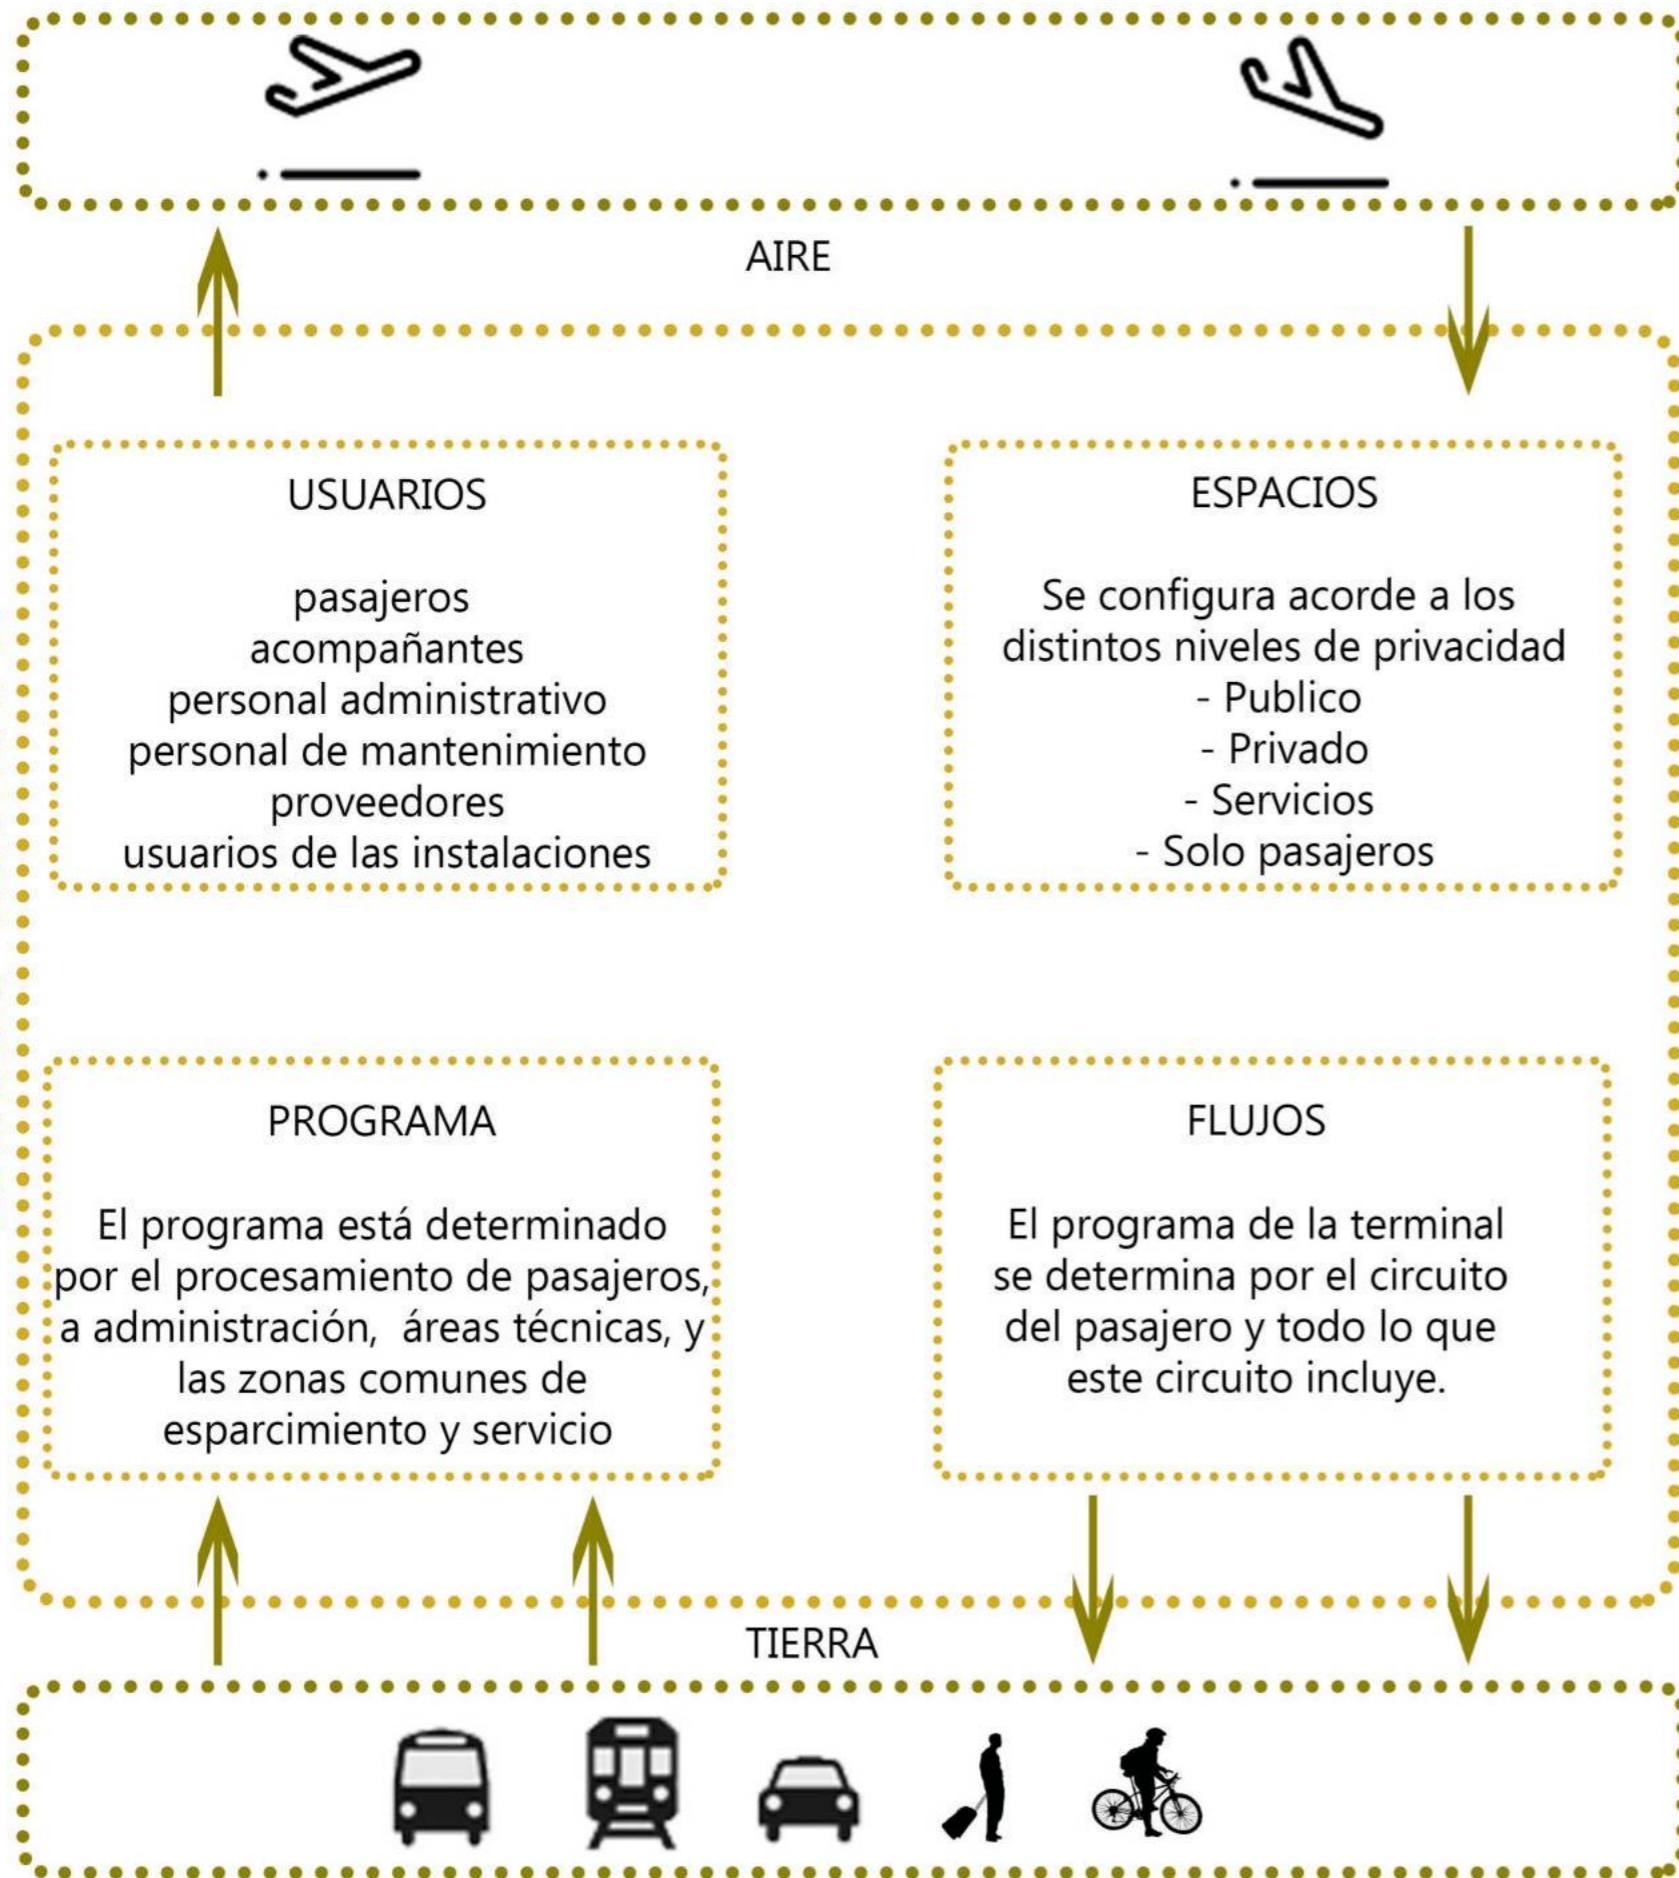 AIRE
USUARIOS
pasajeros
acompañantes
personal administrativo
personal de mantenimiento
proveedores
usuarios de las instalaciones
ESPACIOS
Se configura acorde a los
distintos niveles de privacidad
- Publico
- Privado
- Servicios
- Solo pasajeros
PROGRAMA
El programa está determinado
por el procesamiento de pasajeros,
a administración,  áreas técnicas, y
las zonas comunes de
esparcimiento y servicio
FLUJOS
El programa de la terminal
se determina por el circuito
del pasajero y todo lo que
este circuito incluye.
TIERRA